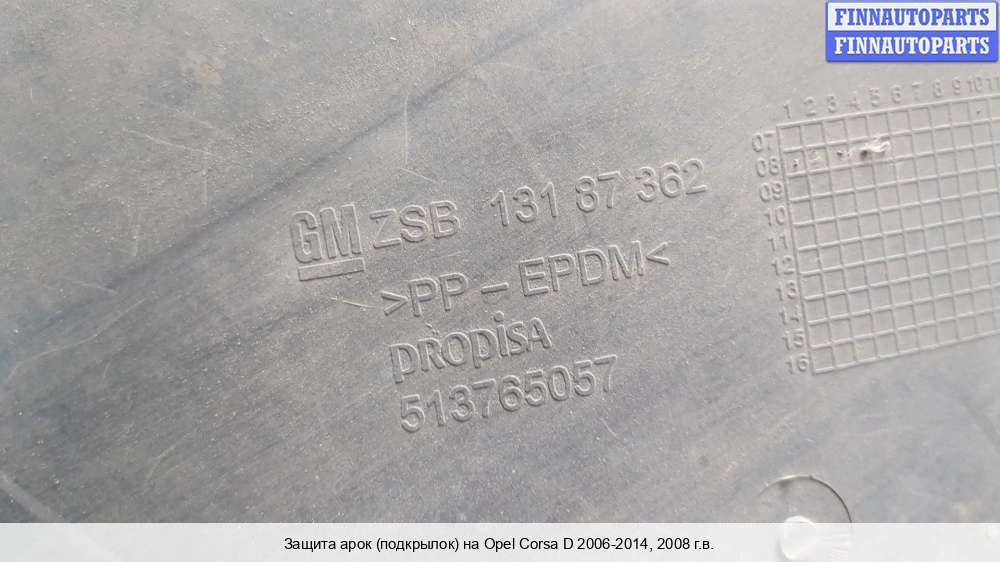 FINNAUTOPARTS
FINNAUTOPARTS
1 2 3 4 5 6 7 8 9 10 11
07
08
09
10
11
12
13
14
15
16
GM ZSB 131 87 362
>PP-EPDM<
PRODISA
513765057
Защита арок (подкрылок) на Opel Corsa D 2006-2014, 2008 г.в.